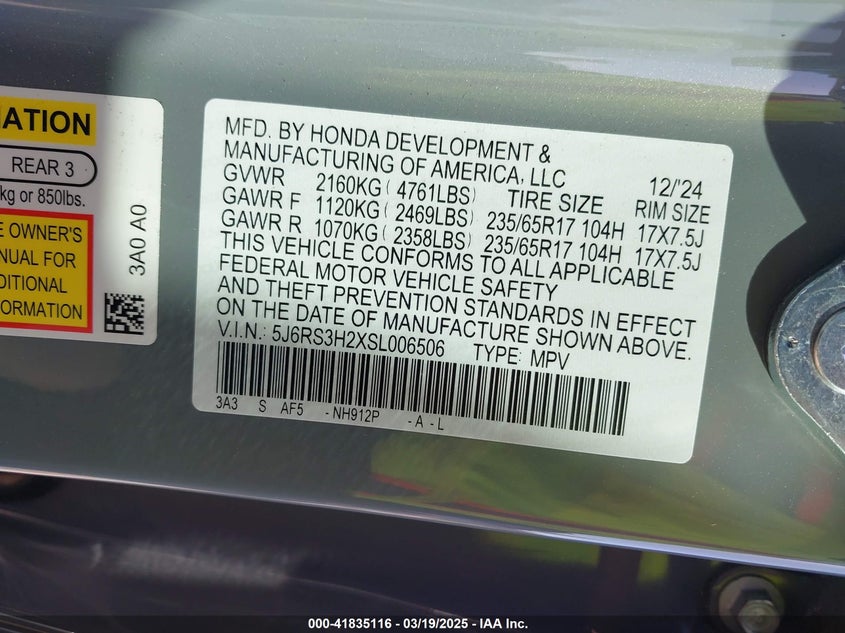 MATION
REAR 3
kg or 850lbs.
E OWNER'S
ANUAL FOR
DITIONAL
FORMATION
3A0 A0
MFD. BY HONDA DEVELOPMENT &
MANUFACTURING OF AMERICA, LLC 12/'24
GVWR 2160KG ( 4761LBS) TIRE SIZE RIM SIZE
GAWR F 1120KG ( 2469LBS) 235/65R17 104H 17X7.5J
GAWR R 1070KG ( 2358LBS) 235/65R17 104H 17X7.5J
THIS VEHICLE CONFORMS TO ALL APPLICABLE
FEDERAL MOTOR VEHICLE SAFETY
AND THEFT PREVENTION STANDARDS IN EFFECT
ON THE DATE OF MANUFACTURE SHOWN ABOVE.
V.I.N.: 5J6RS3H2XSL006506 TYPE: MPV
3A3 S AF5 -NH912P -A-L
000-41835116 — 03/19/2025 — IAA Inc.